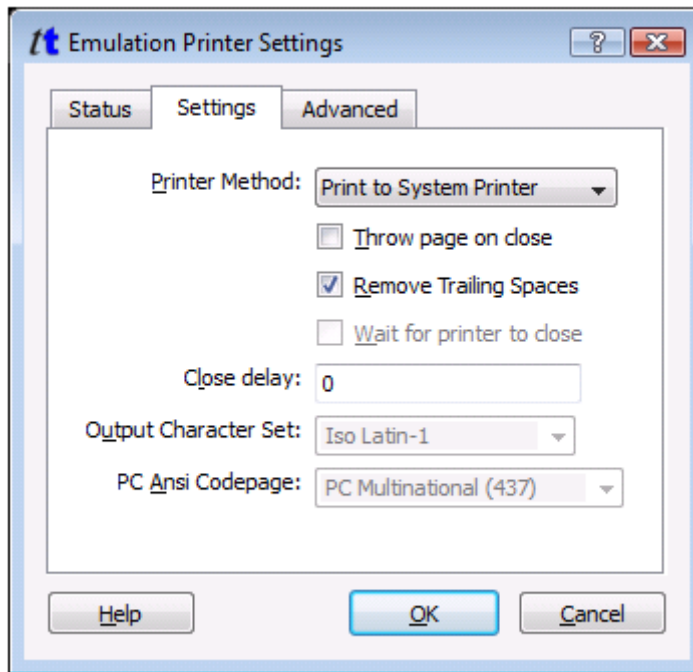 tt Emulation Printer Settings ?
Status Settings Advanced
Printer Method: Print to System Printer
Throw page on close
Remove Trailing Spaces
Wait for printer to close
Close delay: 0
Output Character Set: Iso Latin-1
PC Ansi Codepage: PC Multinational (437)
Help OK Cancel